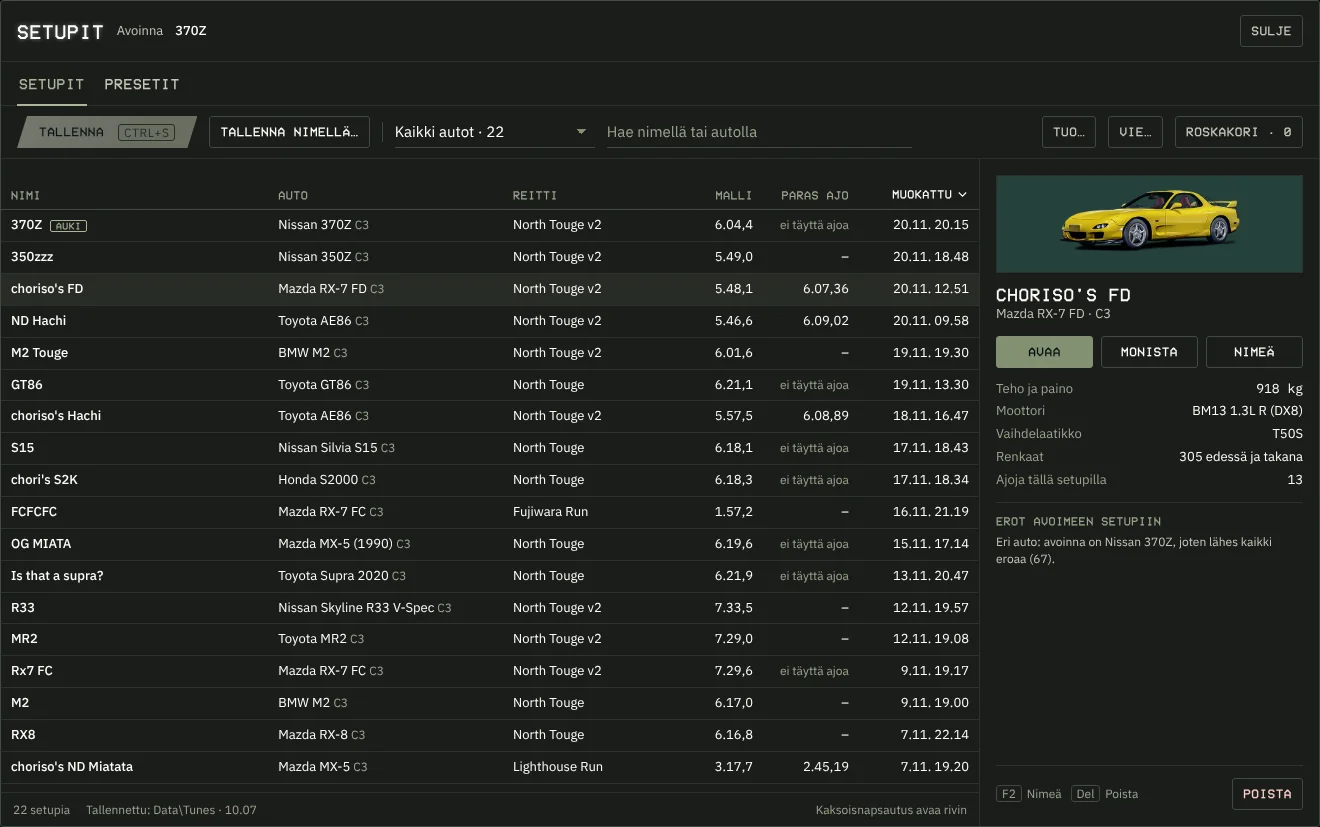 SETUPIT Avoinna 370Z SULJE
SETUPIT PRESETIT
TALLENNA CTRL+S TALLENNA NIMELLÄ… Kaikki autot · 22 Hae nimellä tai autolla TUO… VIE… ROSKAKORI · 0
NIMI AUTO REITTI MALLI PARAS AJO MUOKATTU
370Z AUKI Nissan 370Z C3 North Touge v2 6.04,4 ei täyttä ajoa 20.11. 20.15
350zzz Nissan 350Z C3 North Touge v2 5.49,0 – 20.11. 18.48
choriso's FD Mazda RX-7 FD C3 North Touge v2 5.48,1 6.07,36 20.11. 12.51
ND Hachi Toyota AE86 C3 North Touge v2 5.46,6 6.09,02 20.11. 09.58
M2 Touge BMW M2 C3 North Touge v2 6.01,6 – 19.11. 19.30
GT86 Toyota GT86 C3 North Touge 6.21,1 ei täyttä ajoa 19.11. 13.30
choriso's Hachi Toyota AE86 C3 North Touge v2 5.57,5 6.08,89 18.11. 16.47
S15 Nissan Silvia S15 C3 North Touge 6.18,1 ei täyttä ajoa 17.11. 18.43
chori's S2K Honda S2000 C3 North Touge 6.18,3 ei täyttä ajoa 17.11. 18.34
FCFCFC Mazda RX-7 FC C3 Fujiwara Run 1.57,2 – 16.11. 21.19
OG MIATA Mazda MX-5 (1990) C3 North Touge 6.19,6 ei täyttä ajoa 15.11. 17.14
Is that a supra? Toyota Supra 2020 C3 North Touge 6.21,9 ei täyttä ajoa 13.11. 20.47
R33 Nissan Skyline R33 V-Spec C3 North Touge v2 7.33,5 – 12.11. 19.57
MR2 Toyota MR2 C3 North Touge v2 7.29,0 – 12.11. 19.08
Rx7 FC Mazda RX-7 FC C3 North Touge v2 7.29,6 ei täyttä ajoa 9.11. 19.17
M2 BMW M2 C3 North Touge 6.17,0 – 9.11. 19.00
RX8 Mazda RX-8 C3 North Touge 6.16,8 – 7.11. 22.14
choriso's ND Miatata Mazda MX-5 C3 Lighthouse Run 3.17,7 2.45,19 7.11. 19.20
22 setupia Tallennettu: Data\Tunes · 10.07 Kaksoisnapsautus avaa rivin
CHORISO'S FD
Mazda RX-7 FD · C3
AVAA MONISTA NIMEÄ
Teho ja paino 918 kg
Moottori BM13 1.3L R (DX8)
Vaihdelaatikko T50S
Renkaat 305 edessä ja takana
Ajoja tällä setupilla 13
EROT AVOIMEEN SETUPIIN
Eri auto: avoinna on Nissan 370Z, joten lähes kaikki
eroaa (67).
F2 Nimeä Del Poista POISTA